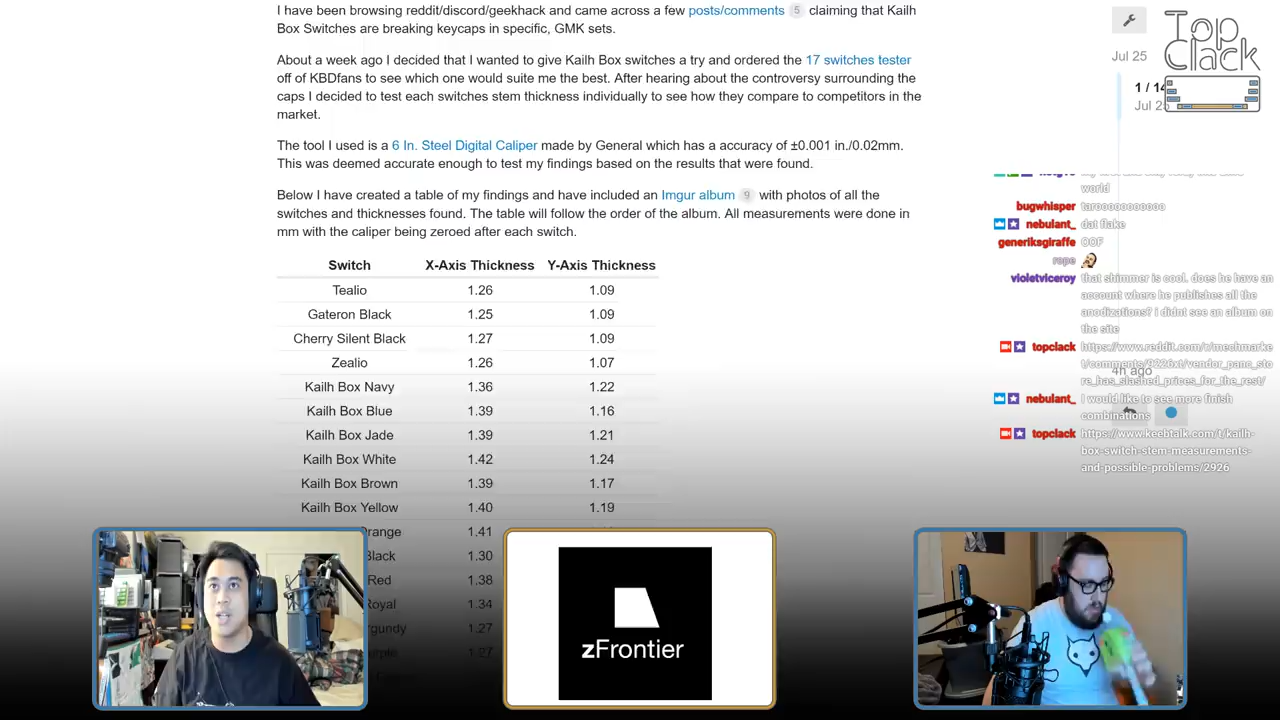 I have been browsing reddit/discord/geekhack and came across a few posts/comments 5 claiming that Kailh
Box Switches are breaking keycaps in specific, GMK sets.
About a week ago I decided that I wanted to give Kailh Box switches a try and ordered the 17 switches tester
off of KBDfans to see which one would suite me the best. After hearing about the controversy surrounding the
caps I decided to test each switches stem thickness individually to see how they compare to competitors in the
market.
The tool I used is a 6 In. Steel Digital Caliper made by General which has a accuracy of ±0.001 in./0.02mm.
This was deemed accurate enough to test my findings based on the results that were found.
Below I have created a table of my findings and have included an Imgur album 9 with photos of all the
switches and thicknesses found. The table will follow the order of the album. All measurements were done in
mm with the caliper being zeroed after each switch.
Switch X-Axis Thickness Y-Axis Thickness
Tealio 1.26 1.09
Gateron Black 1.25 1.09
Cherry Silent Black 1.27 1.09
Zealio 1.26 1.07
Kailh Box Navy 1.36 1.22
Kailh Box Blue 1.39 1.16
Kailh Box Jade 1.39 1.21
Kailh Box White 1.42 1.24
Kailh Box Brown 1.39 1.17
Kailh Box Yellow 1.40 1.19
Orange 1.41
Black 1.30
Red 1.38
Royal 1.34
1.27
1.27
Top
Clack
Jul 25
1 / 14
Jul 25
world
bugwhisper tarooooooooooo
nebulant_ dat flake
generiksgiraffe OOF
rope
violetviceroy that shimmer is cool. does he have an
account where he publishes all the
anodizations? i didnt see an album on
the site
topclack https://www.reddit.com/r/mechmarke
t/comments/9226xt/vendor_panc_sto
re_has_slashed_prices_for_the_rest/
4h ago
nebulant_ I would like to see more finish
combinations
topclack https://www.keebtalk.com/t/kailh-
box-switch-stem-measurements-
and-possible-problems/2926
zFrontier